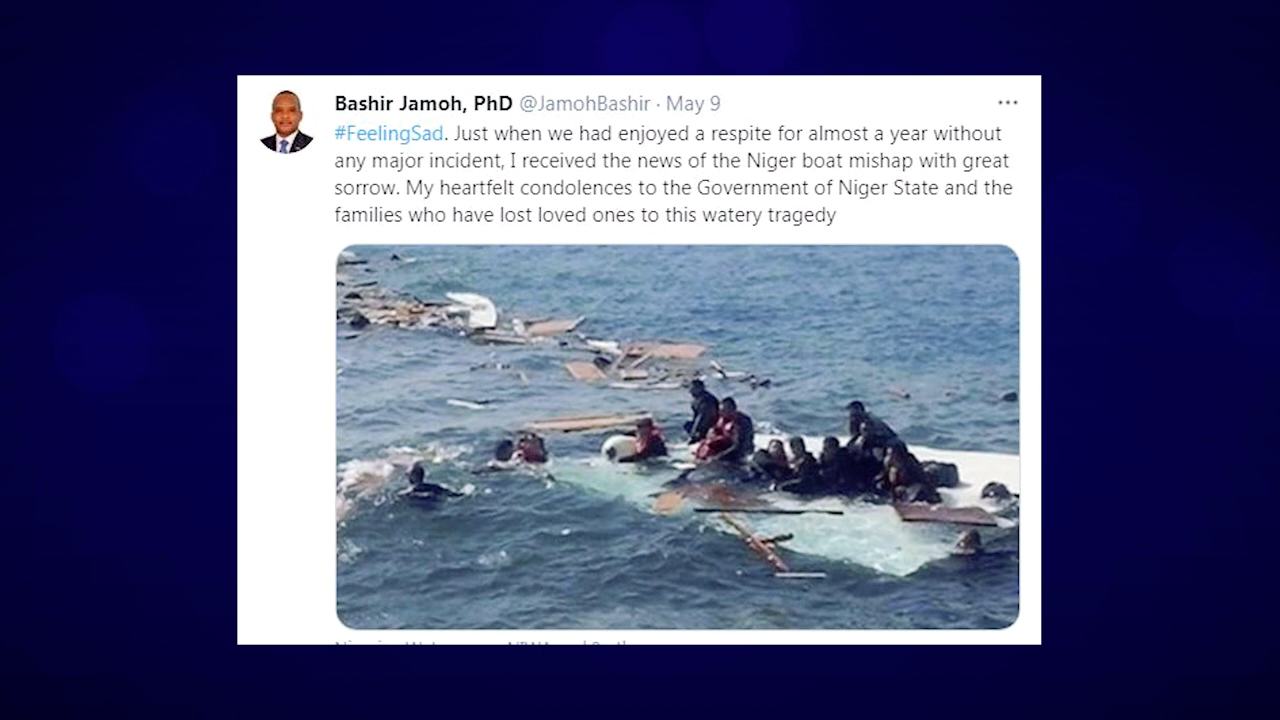 Bashir Jamoh, PhD @JamohBashir · May 9 ...
#FeelingSad. Just when we had enjoyed a respite for almost a year without
any major incident, I received the news of the Niger boat mishap with great
sorrow. My heartfelt condolences to the Government of Niger State and the
families who have lost loved ones to this watery tragedy